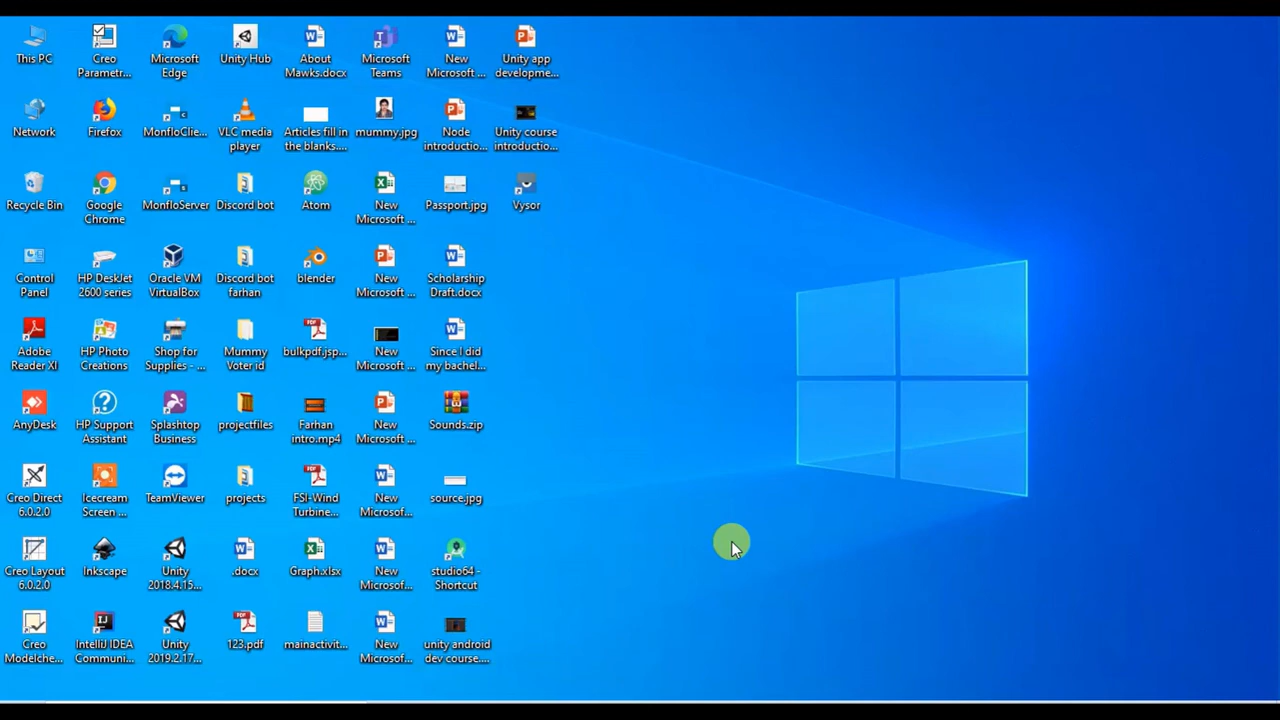 This PC
Creo
Parametr...
Microsoft
Edge
Unity Hub
About
Mawks.docx
Microsoft
Teams
New
Microsoft ...
Unity app
developme...
Network
Firefox
MonfloClie...
VLC media
player
Articles fill in
the blanks....
mummy.jpg
Node
introductio...
Unity course
introductio...
Recycle Bin
Google
Chrome
MonfloServer
Discord bot
Atom
New
Microsoft ...
Passport.jpg
Vysor
Control
Panel
HP DeskJet
2600 series
Oracle VM
VirtualBox
Discord bot
farhan
blender
New
Microsoft ...
Scholarship
Draft.docx
Adobe
Reader XI
HP Photo
Creations
Shop for
Supplies - ...
Mummy
Voter id
bulkpdf.jsp...
New
Microsoft ...
Since I did
my bachel...
AnyDesk
HP Support
Assistant
Splashtop
Business
projectfiles
Farhan
intro.mp4
New
Microsoft ...
Sounds.zip
Creo Direct
6.0.2.0
Icecream
Screen ...
TeamViewer
projects
FSI-Wind
Turbine...
New
Microsof...
source.jpg
Creo Layout
6.0.2.0
Inkscape
Unity
2018.4.15...
.docx
Graph.xlsx
New
Microsof...
studio64 -
Shortcut
Creo
Modelche...
IntelliJ IDEA
Communi...
Unity
2019.2.17...
123.pdf
mainactivit...
New
Microsof...
unity android
dev course....